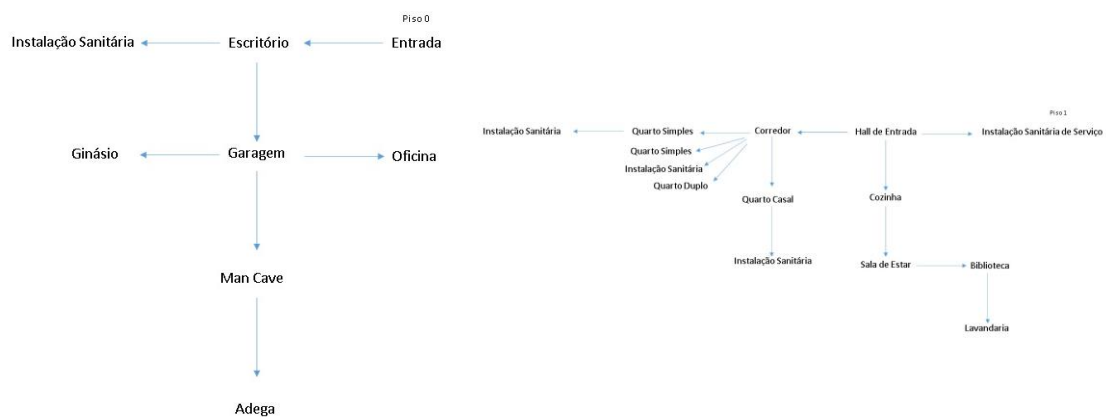 Piso 0
Instalação Sanitária
Escritório
Entrada
Ginásio
Garagem
Oficina
Man Cave
Adega
Piso 1
Instalação Sanitária
Quarto Simples
Corredor
Hall de Entrada
Instalação Sanitária de Serviço
Quarto Simples
Instalação Sanitária
Quarto Duplo
Quarto Casal
Cozinha
Instalação Sanitária
Sala de Estar
Biblioteca
Lavandaria